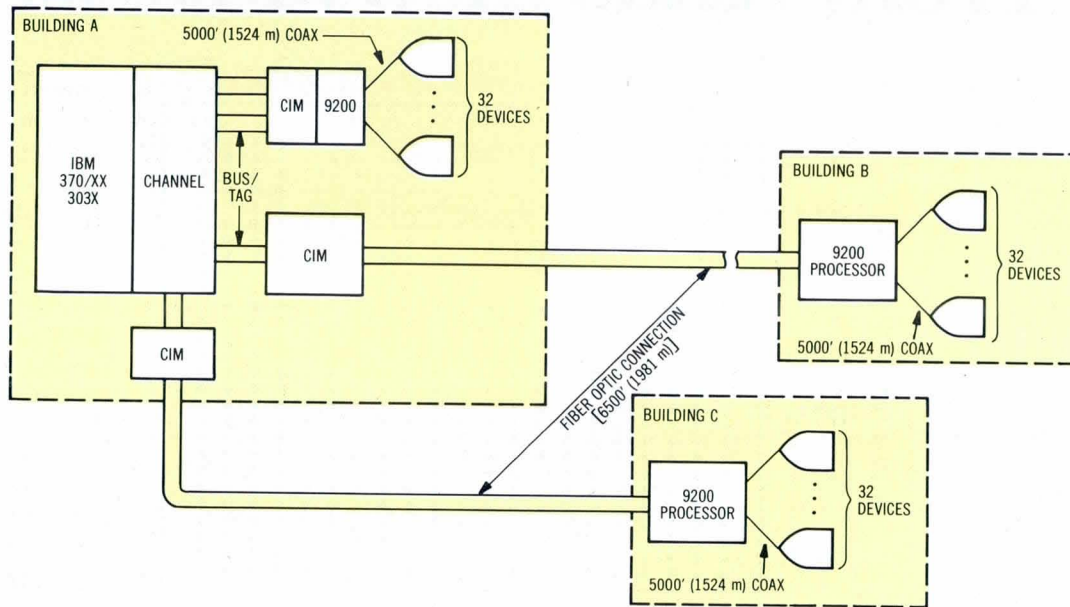 BUILDING A
5000' (1524 m) COAX
IBM
370/XX
303X
CHANNEL
BUS/
TAG
CIM
9200
32
DEVICES
CIM
CIM
FIBER OPTIC CONNECTION
[6500' (1981 m)]
BUILDING B
9200
PROCESSOR
32
DEVICES
5000' (1524 m) COAX
BUILDING C
9200
PROCESSOR
32
DEVICES
5000' (1524 m) COAX